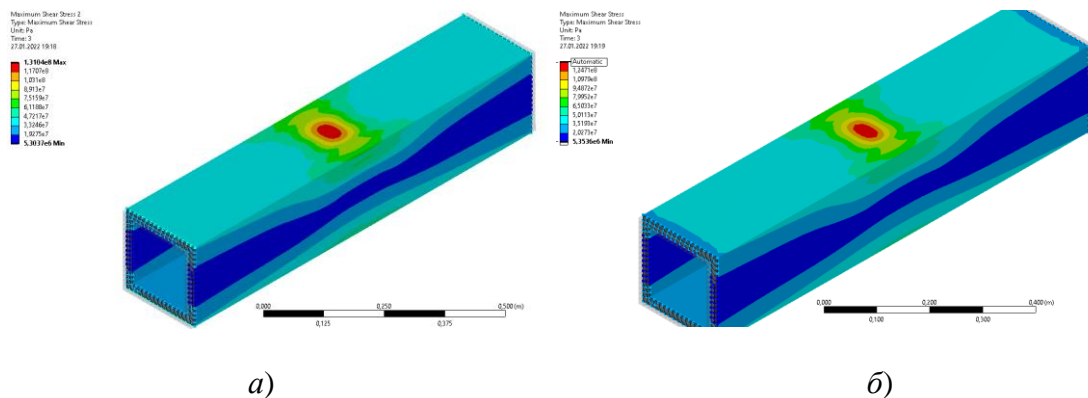 Maximum Shear Stress 2
Type: Maximum Shear Stress
Unit: Pa
Time: 3
27.01.2022 19:18
1,3104e8 Max
1,1707e8
1,031e8
8,913e7
7,5159e7
6,1188e7
4,7217e7
3,3246e7
1,9275e7
5,3037e6 Min
0,000
0,250
0,500 (m)
0,125
0,375
а)
Maximum Shear Stress
Type: Maximum Shear Stress
Unit: Pa
Time: 3
27.01.2022 19:19
Automatic
1,2471e8
1,0979e8
9,4872e7
7,9952e7
6,5033e7
5,0113e7
3,5193e7
2,0273e7
5,3536e6 Min
0,000
0,200
0,400 (m)
0,100
0,300
б)